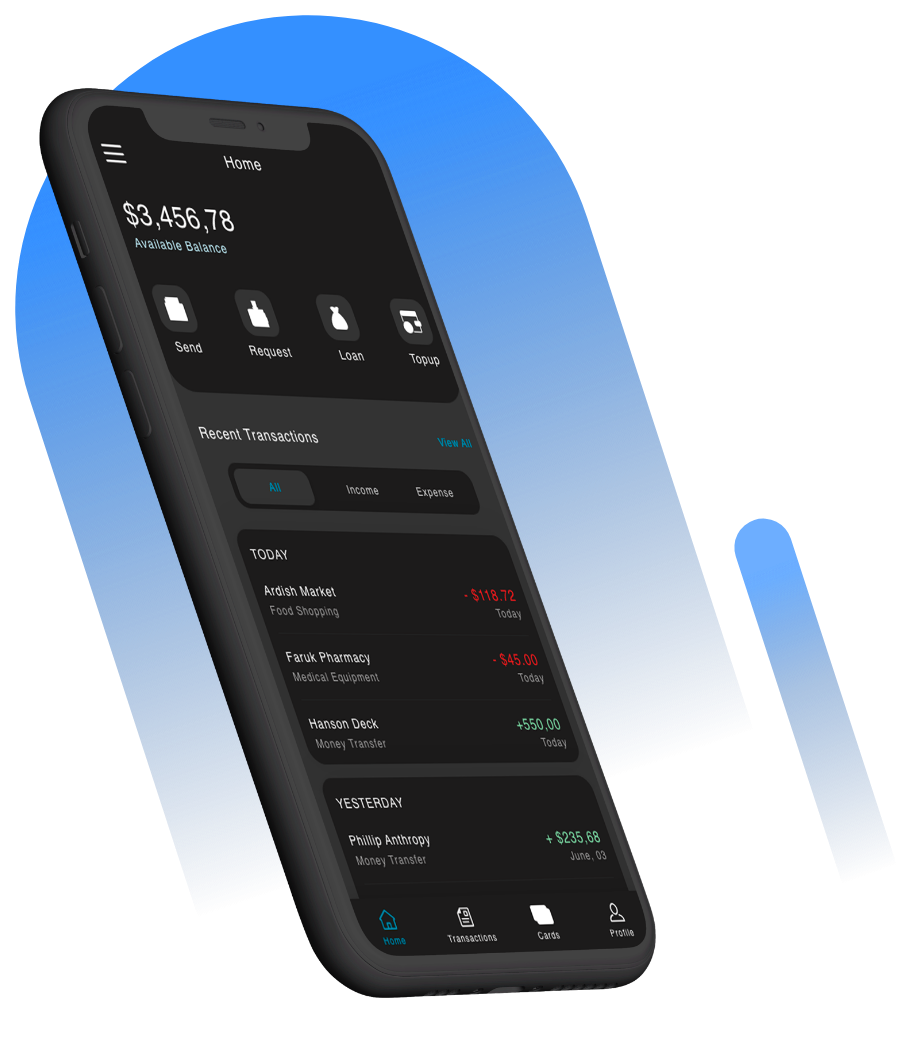 Home
$3,456,78
Available Balance
Send Request Loan Topup
Recent Transactions View All
All Income Expense
TODAY
Ardish Market - $118.72
Food Shopping Today
Faruk Pharmacy - $45.00
Medical Equipment Today
Hanson Deck +550,00
Money Transfer Today
YESTERDAY
Phillip Anthropy + $235,68
Money Transfer June, 03
Home Transactions Cards Profile